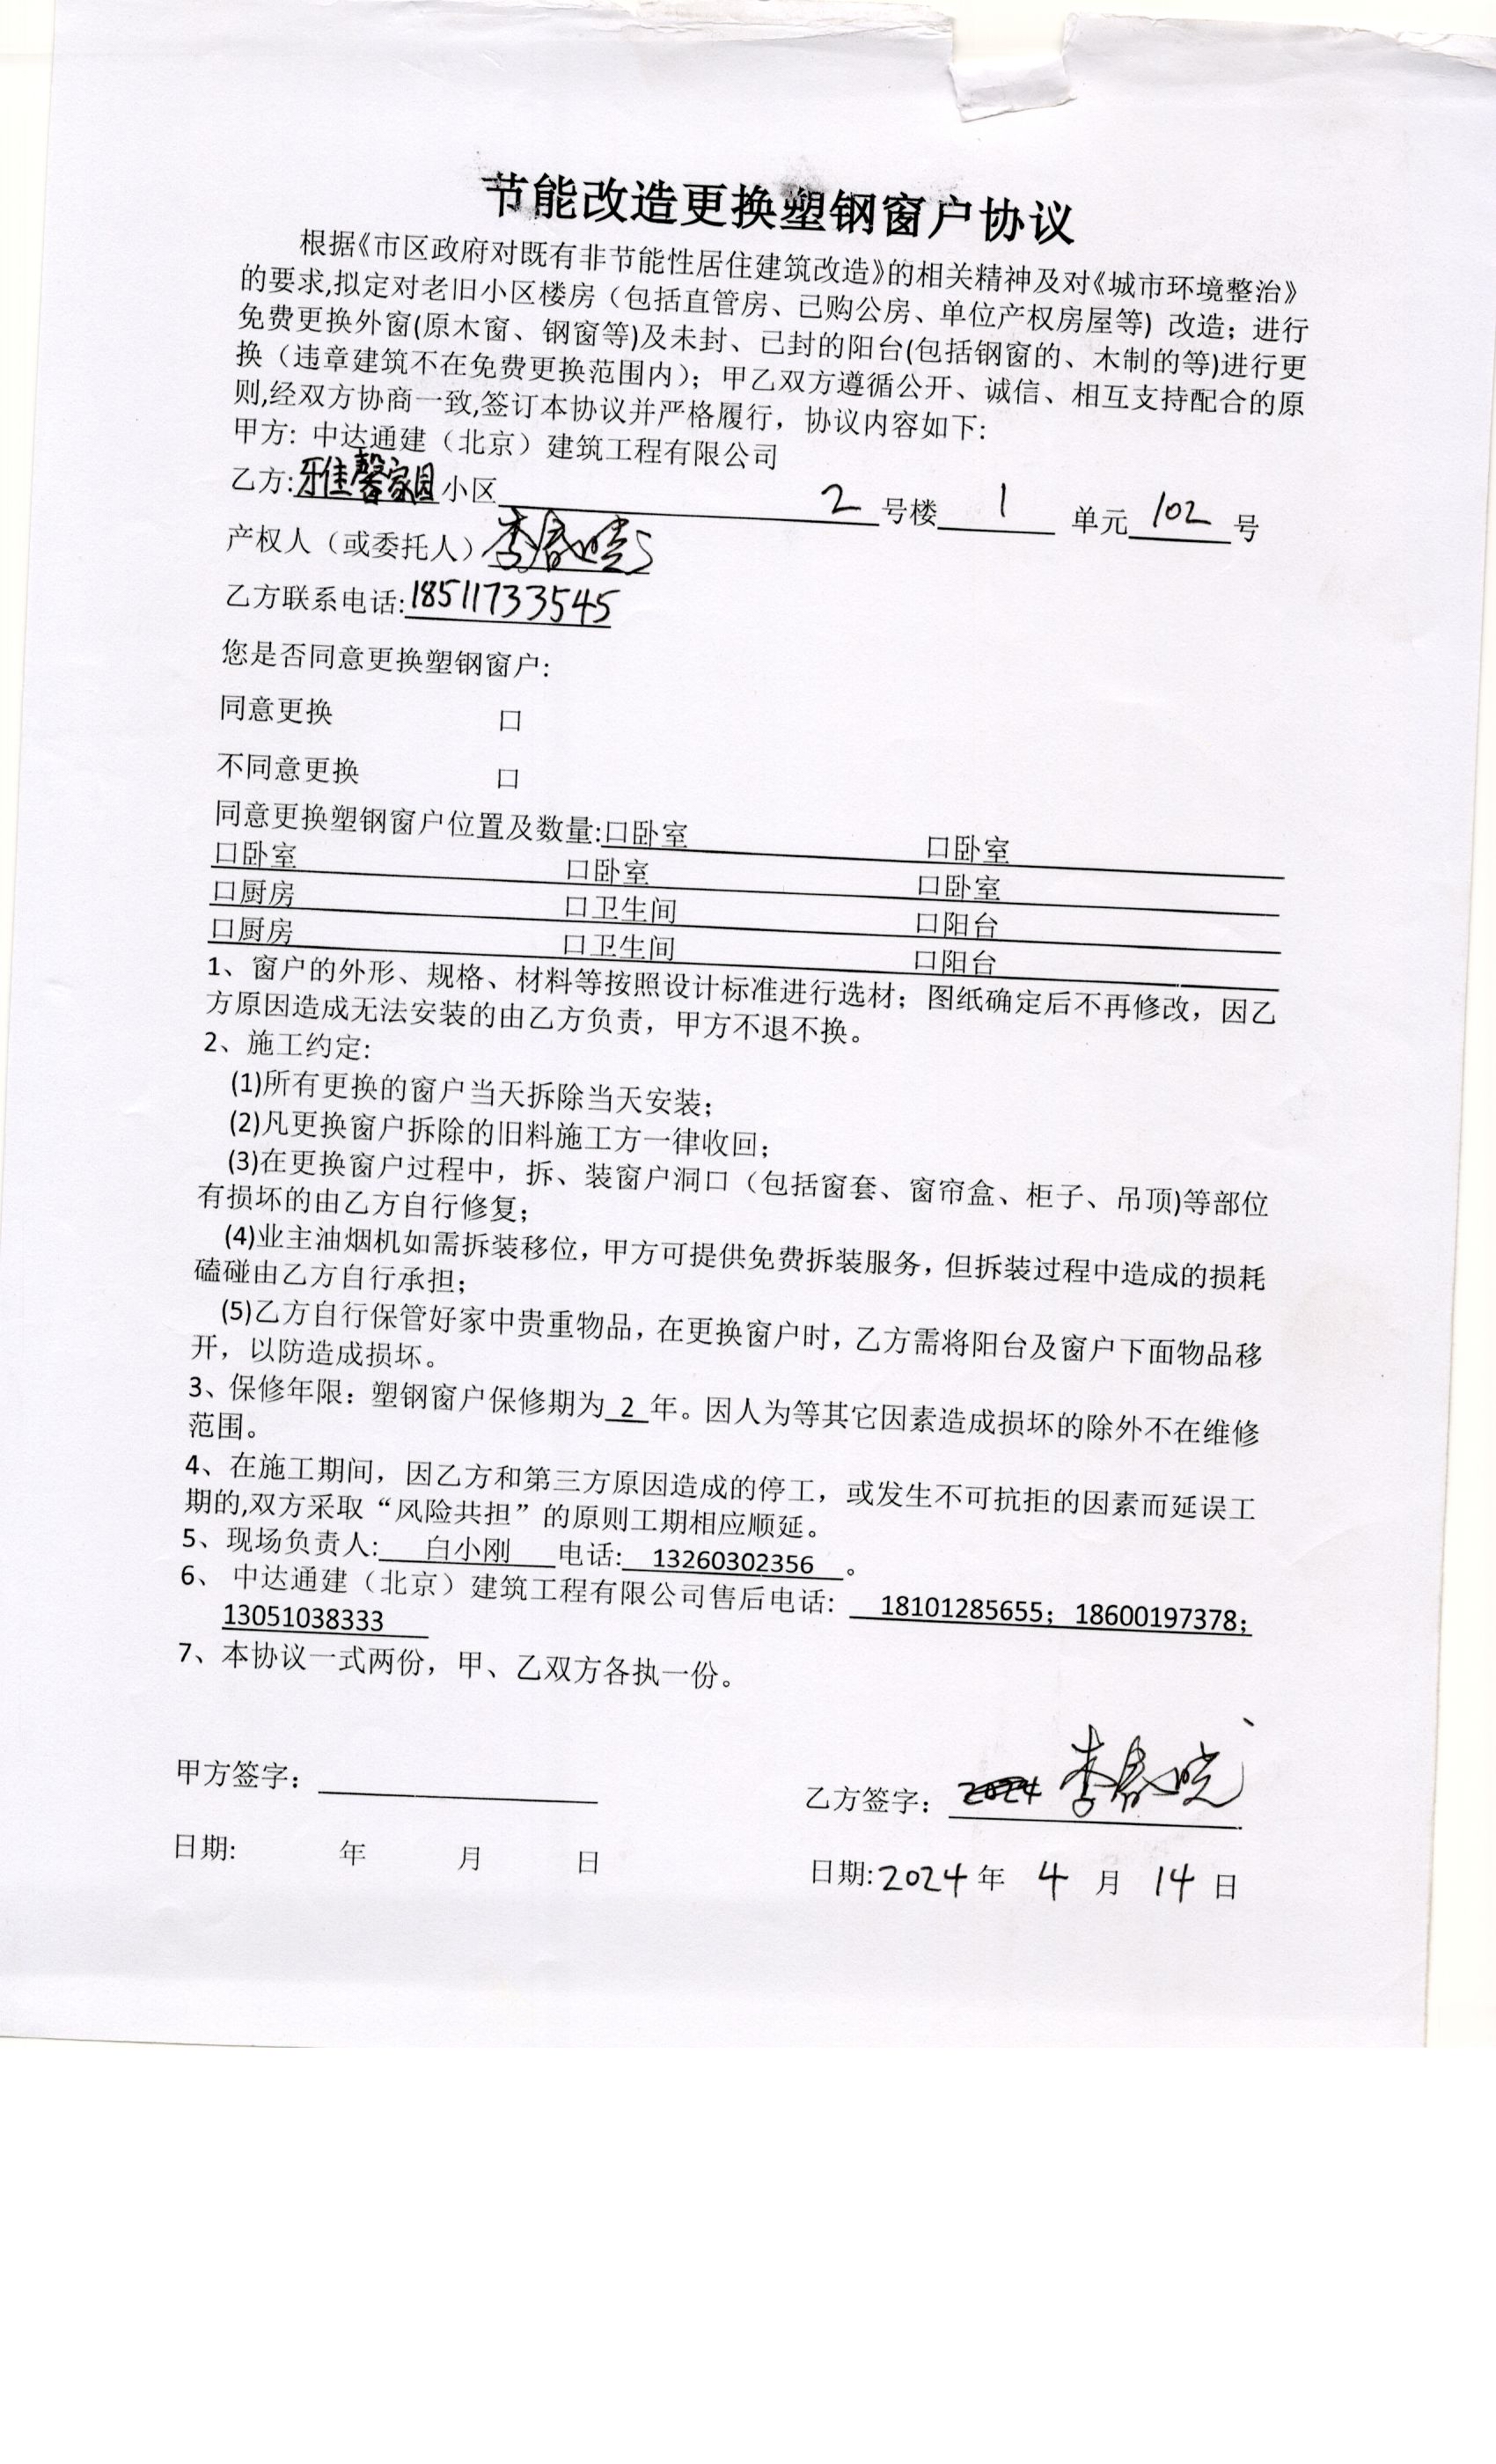 节能改造更换塑钢窗户协议
根据《市区政府对既有非节能性居住建筑改造》的相关精神及对《城市环境整治》
的要求,拟定对老旧小区楼房（包括直管房、已购公房、单位产权房屋等）改造；进行
免费更换外窗(原木窗、钢窗等)及未封、已封的阳台(包括钢窗的、木制的等)进行更
换（违章建筑不在免费更换范围内）；甲乙双方遵循公开、诚信、相互支持配合的原
则,经双方协商一致,签订本协议并严格履行，协议内容如下:
甲方: 中达通建（北京）建筑工程有限公司
乙方:牙佳馨家园小区 2 号楼 1 单元 102 号
产权人（或委托人）李春晓
乙方联系电话:18511733545
您是否同意更换塑钢窗户:
同意更换 口
不同意更换 口
同意更换塑钢窗户位置及数量:口卧室 口卧室
口卧室 口卧室 口卧室
口厨房 口卫生间 口阳台
口厨房 口卫生间 口阳台
1、窗户的外形、规格、材料等按照设计标准进行选材；图纸确定后不再修改，因乙
方原因造成无法安装的由乙方负责，甲方不退不换。
2、施工约定:
(1)所有更换的窗户当天拆除当天安装；
(2)凡更换窗户拆除的旧料施工方一律收回；
(3)在更换窗户过程中，拆、装窗户洞口（包括窗套、窗帘盒、柜子、吊顶)等部位
有损坏的由乙方自行修复；
(4)业主油烟机如需拆装移位，甲方可提供免费拆装服务，但拆装过程中造成的损耗
磕碰由乙方自行承担；
(5)乙方自行保管好家中贵重物品，在更换窗户时，乙方需将阳台及窗户下面物品移
开，以防造成损坏。
3、保修年限：塑钢窗户保修期为 2 年。因人为等其它因素造成损坏的除外不在维修
范围。
4、在施工期间，因乙方和第三方原因造成的停工，或发生不可抗拒的因素而延误工
期的,双方采取“风险共担”的原则工期相应顺延。
5、现场负责人: 白小刚 电话: 13260302356 。
6、 中达通建（北京）建筑工程有限公司售后电话: 18101285655；18600197378；
13051038333
7、本协议一式两份，甲、乙双方各执一份。
甲方签字：
乙方签字：李春晓
日期: 年 月 日
日期:2024年 4 月 14 日